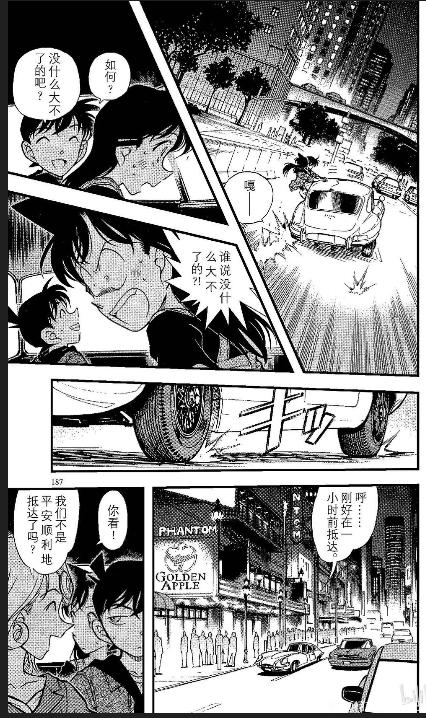 嘎—
如何？
没什么大不
了的吧？
谁说没什
么大不
了的?!
キッ
187
呼……
刚好在一
小时前抵达。
PHANTOM
GOLDEN
APPLE
你看！
我们不是
平安顺利地
抵达了吗？